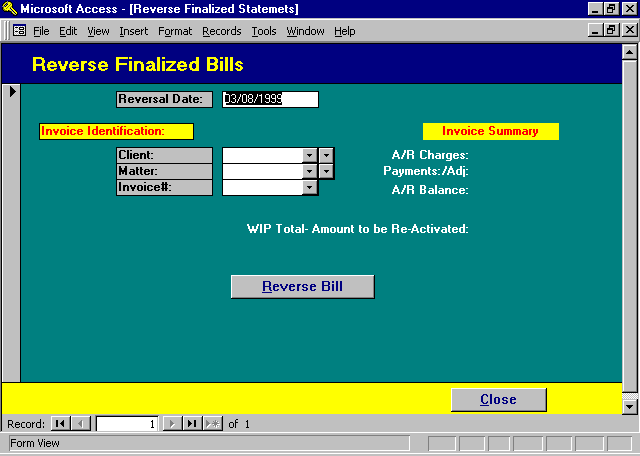 Microsoft Access - [Reverse Finalized Statemets]
File Edit View Insert Format Records Tools Window Help
Reverse Finalized Bills
Reversal Date: 03/08/1999
Invoice Identification: Invoice Summary
Client: A/R Charges:
Matter: Payments:/Adj:
Invoice#: A/R Balance:
WIP Total- Amount to be Re-Activated:
Reverse Bill
Close
Record: 1 of 1
Form View